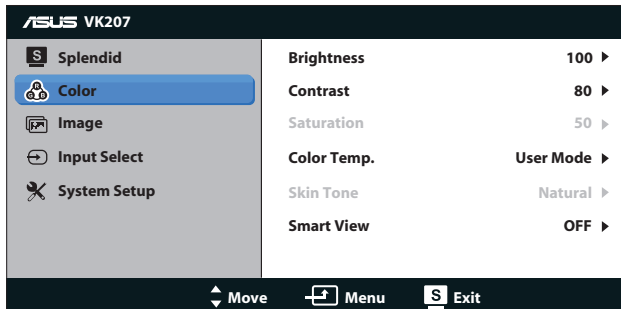 ASUS VK207
S Splendid
Color
Image
Input Select
System Setup
Brightness 100
Contrast 80
Saturation 50
Color Temp. User Mode
Skin Tone Natural
Smart View OFF
Move Menu S Exit